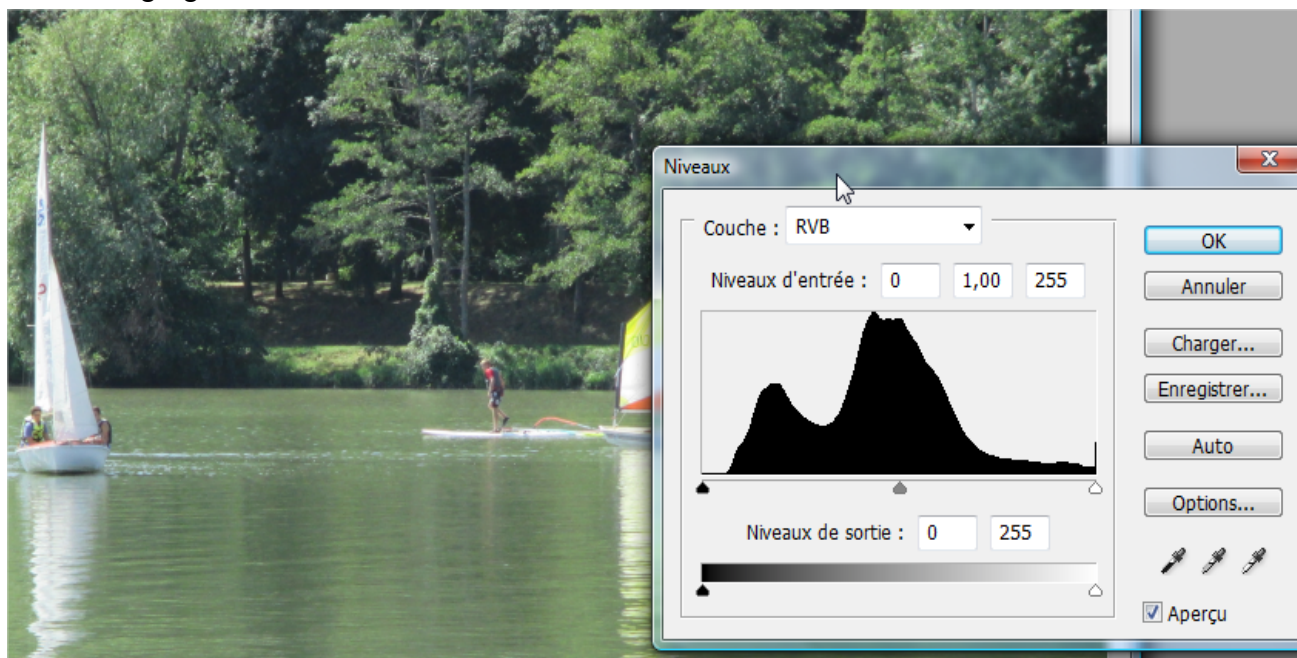 Niveaux
Couche : RVB
Niveaux d'entrée : 0 1,00 255
Niveaux de sortie : 0 255
OK
Annuler
Charger...
Enregistrer...
Auto
Options...
Aperçu